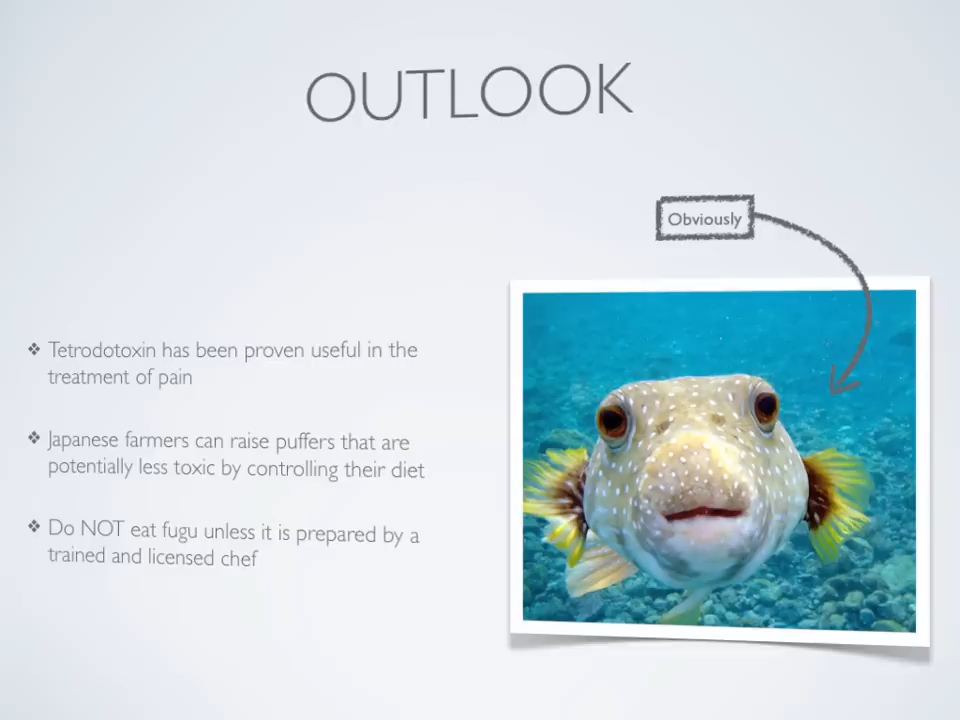 OUTLOOK
Obviously
❖ Tetrodotoxin has been proven useful in the
treatment of pain
❖ Japanese farmers can raise puffers that are
potentially less toxic by controlling their diet
❖ Do NOT eat fugu unless it is prepared by a
trained and licensed chef